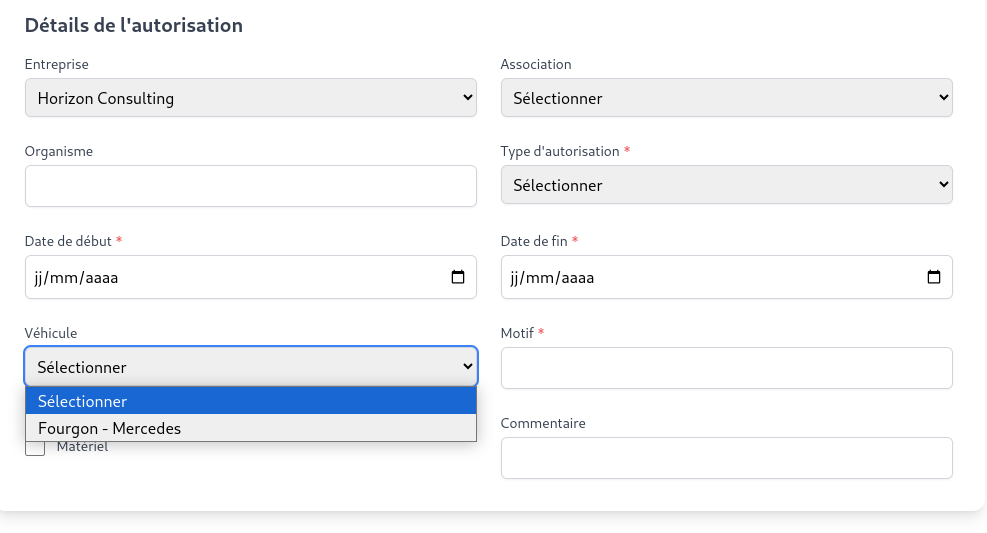 Détails de l'autorisation
Entreprise
Association
Horizon Consulting
Sélectionner
Organisme
Type d'autorisation *
Sélectionner
Date de début *
Date de fin *
jj/mm/aaaa
jj/mm/aaaa
Véhicule
Motif *
Sélectionner
Sélectionner
Fourgon - Mercedes
Commentaire
Matériel